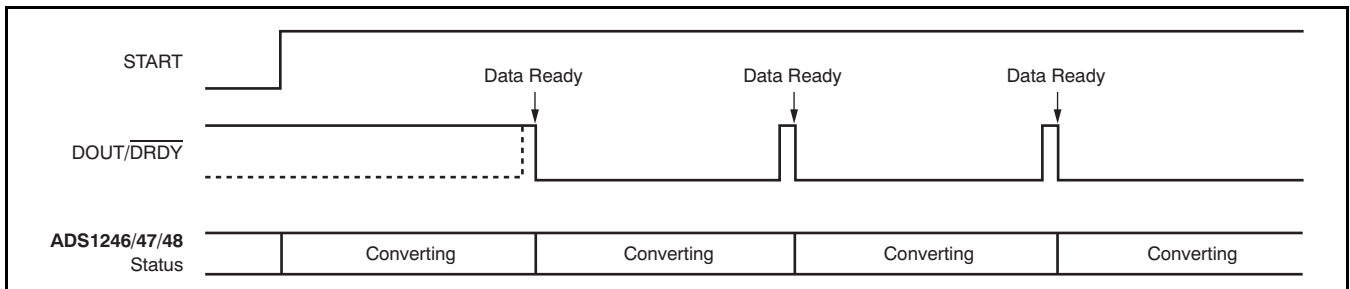 START
Data Ready Data Ready Data Ready
DOUT/DRDY
ADS1246/47/48
Status
Converting Converting Converting Converting